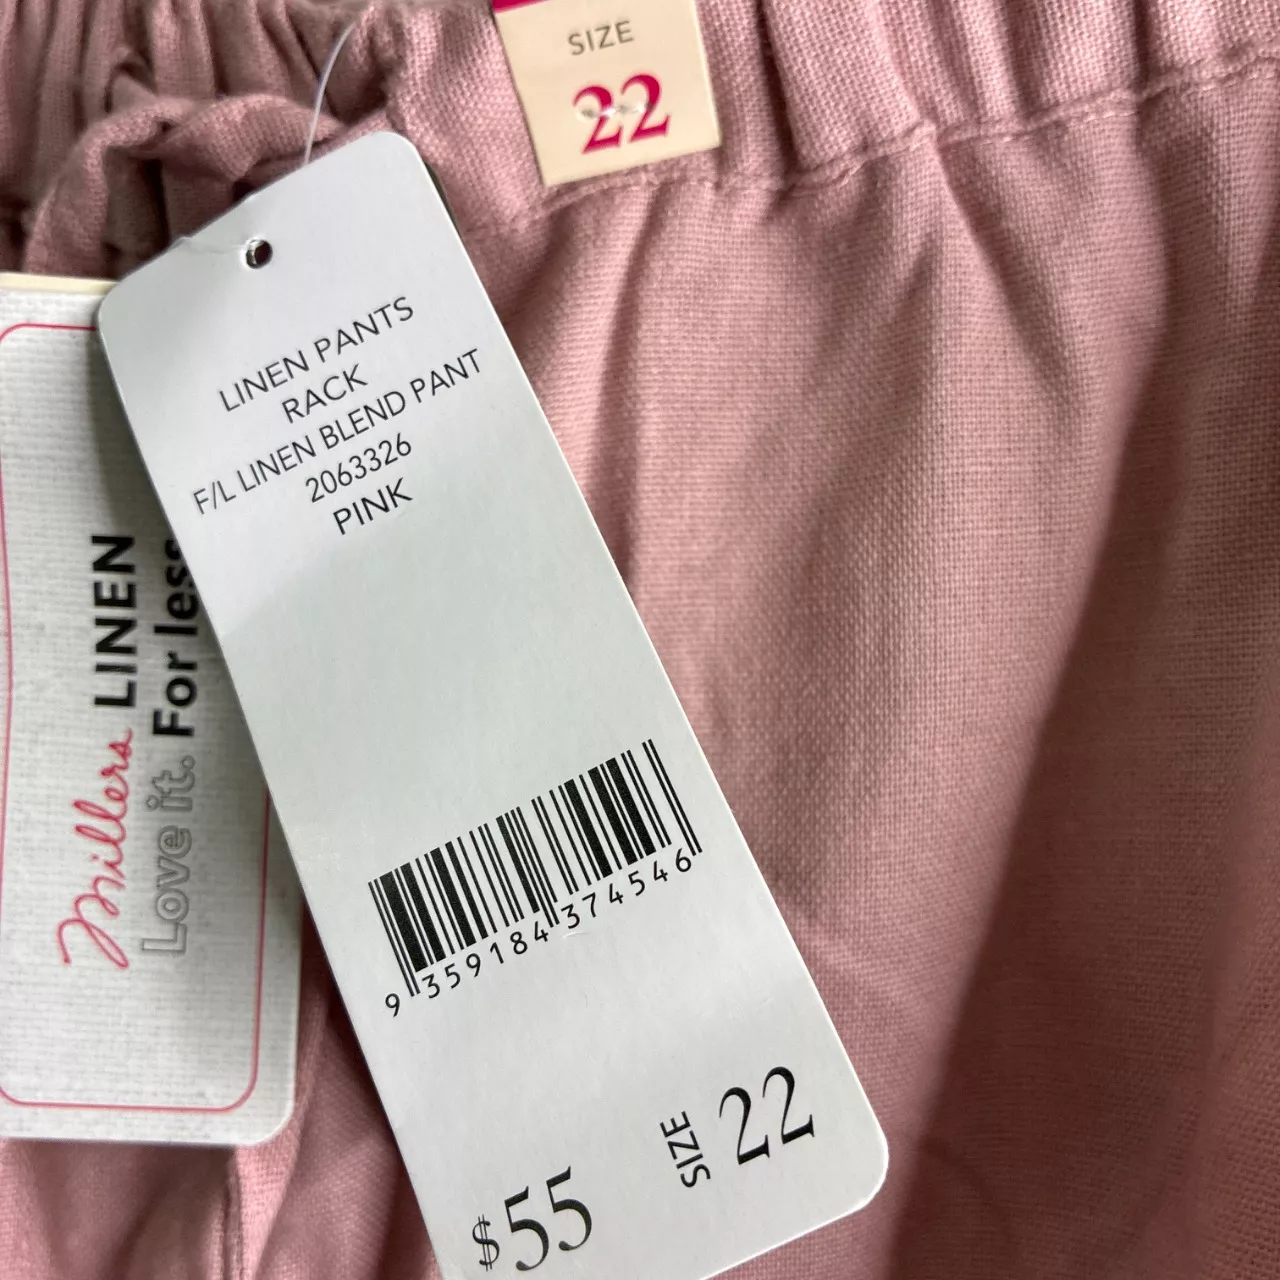 SIZE
22
LINEN PANTS
RACK
F/L LINEN BLEND PANT
2063326
PINK
Millers LINEN
Love it. For less
9 359184 374546
$55
SIZE 22